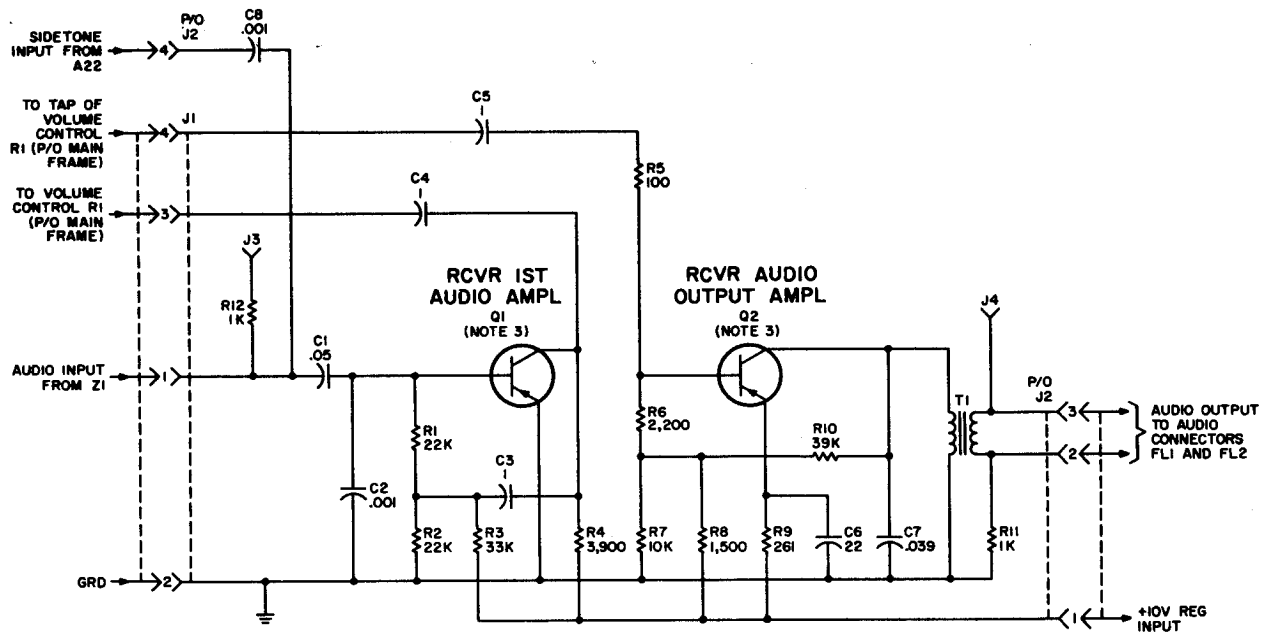 SIDETONE
INPUT FROM
A22
4
P/O
J2
C8
.001
TO TAP OF
VOLUME
CONTROL
R1 (P/O MAIN
FRAME)
4
J1
C5
1
R5
100
TO VOLUME
CONTROL R1
(P/O MAIN
FRAME)
3
C4
1
J3
R12
1K
RCVR 1ST
AUDIO AMPL
Q1
(NOTE 3)
RCVR AUDIO
OUTPUT AMPL
Q2
(NOTE 3)
J4
AUDIO INPUT
FROM Z1
1
C1
.05
T1
P/O
J2
3
2
AUDIO OUTPUT
TO AUDIO
CONNECTORS
FL1 AND FL2
R1
22K
R6
2,200
R10
39K
C2
.001
C3
1
R2
22K
R3
33K
R4
3,900
R7
10K
R8
1,500
R9
261
C6
22
C7
.039
R11
1K
GRD
2
1
+10V REG
INPUT